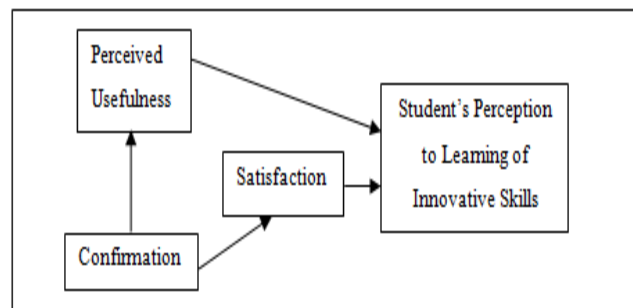 Perceived
Usefulness
Student's Perception
to Learning of
Innovative Skills
Satisfaction
Confirmation